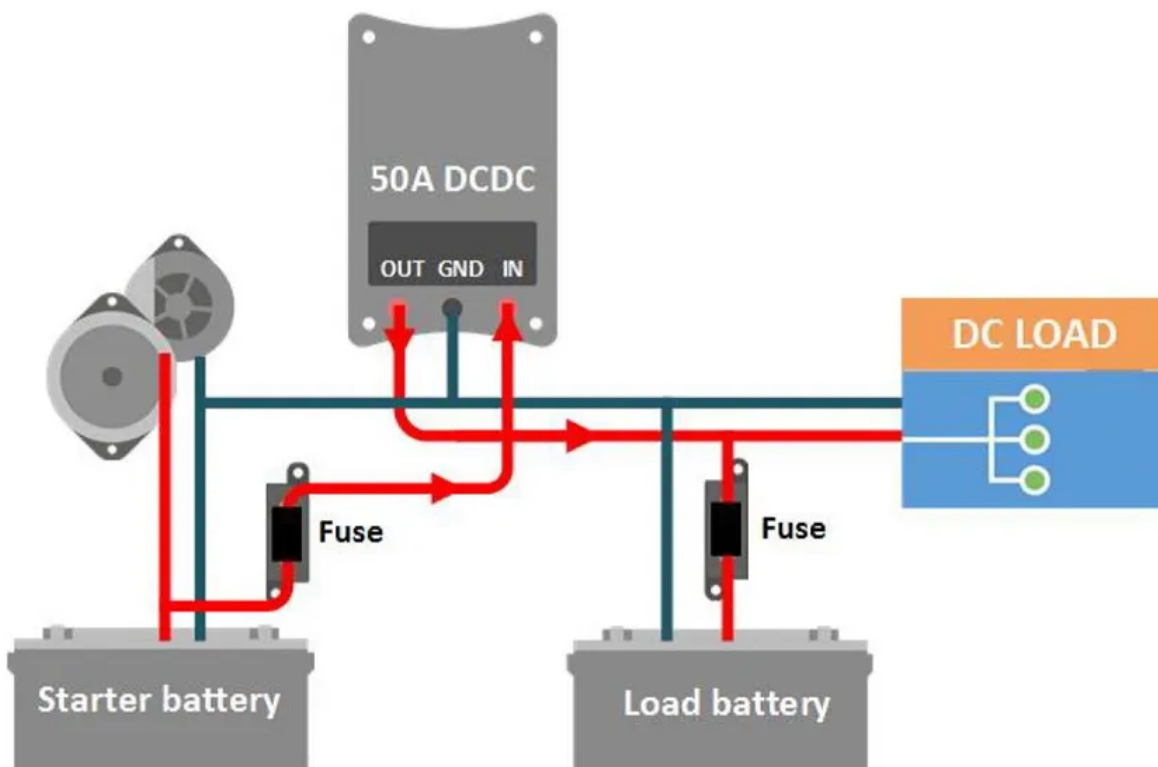 50A DCDC
OUT GND IN
DC LOAD
Fuse
Fuse
Starter battery
Load battery